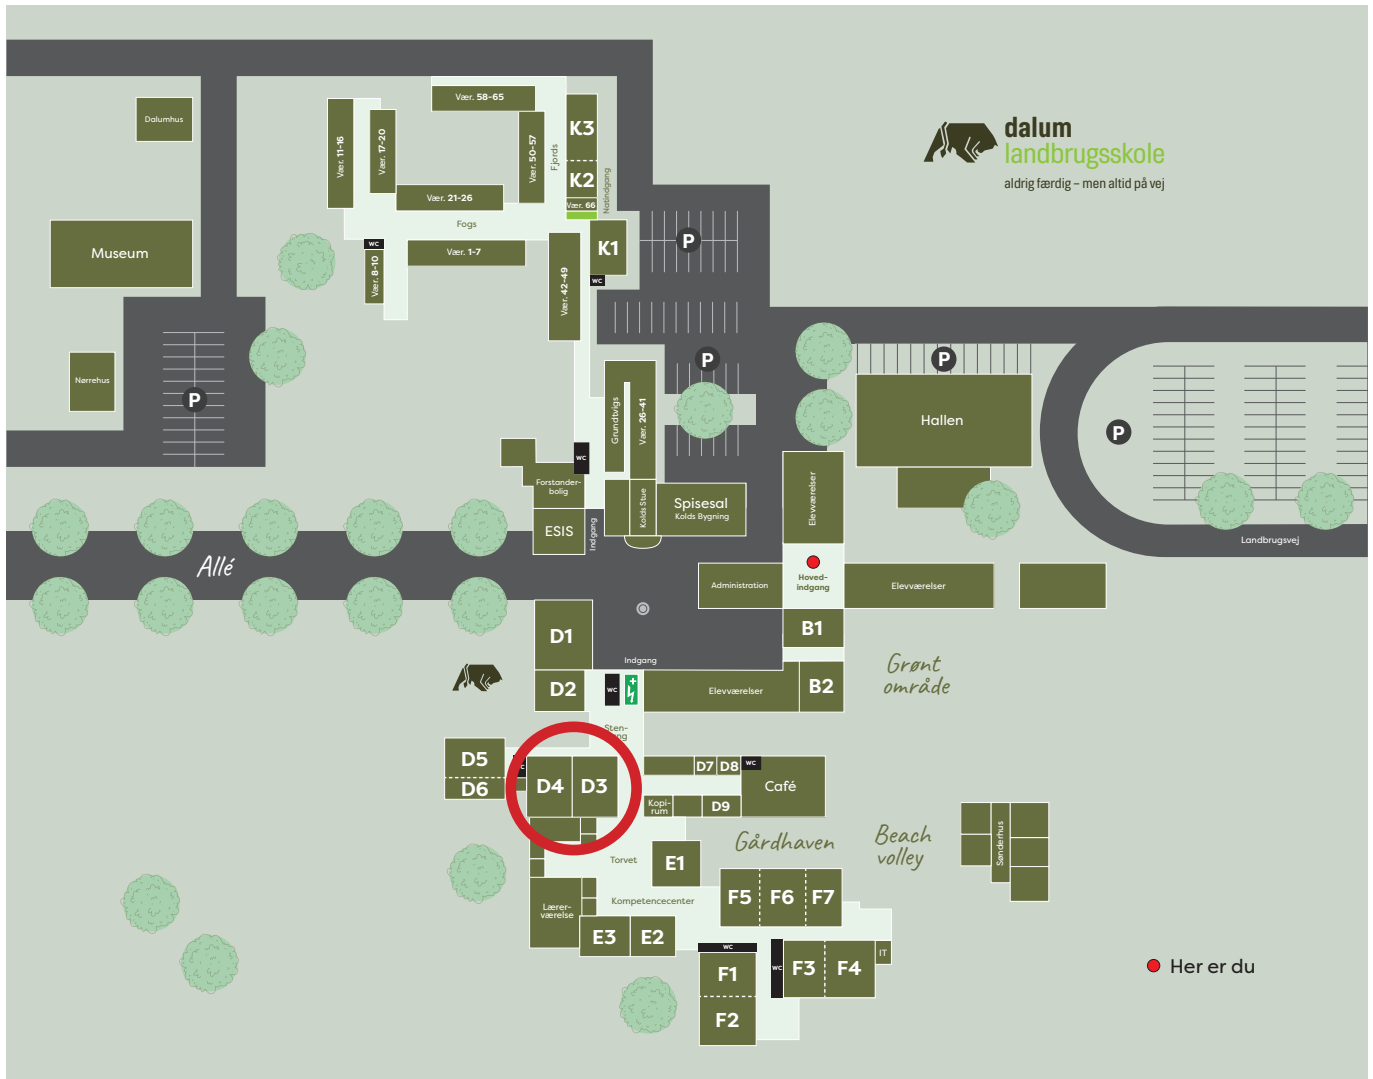 dalum
landbrugsskole
aldrig færdig – men altid på vej
Dalumhus
Museum
Nørrehus
P
Vær. 11-16
Vær. 17-20
Vær. 58-65
Vær. 50-57
Fjords
K3
K2
Vær. 66
Natindgang
Vær. 21-26
Fogs
WC
Vær. 8-10
Vær. 1-7
Vær. 42-49
K1
WC
P
P
P
Hallen
P
Landbrugsvej
Grundtvigs
Vær. 26-41
WC
Forstander-
bolig
ESIS
Indgang
Kolds Stue
Spisesal
Kolds Bygning
Elevværelser
Allé
Administration
Hoved-
indgang
Elevværelser
B1
B2
D1
Indgang
D2
WC
Elevværelser
Grønt
område
D5
D6
D4
D3
D7
D8
WC
Café
Kopi-
rum
D9
Gårdhaven
Beach
volley
Sønderhus
Torvet
E1
Kompetencecenter
Lærer-
værelse
E3
E2
F5
F6
F7
WC
F1
F2
WC
F3
F4
IT
Her er du